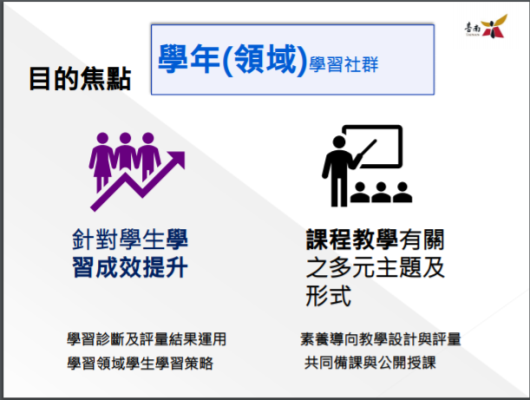 臺南
目的焦點
學年(領域)學習社群
針對學生學
習成效提升
課程教學有關
之多元主題及
形式
學習診斷及評量結果運用
學習領域學生學習策略
素養導向教學設計與評量
共同備課與公開授課